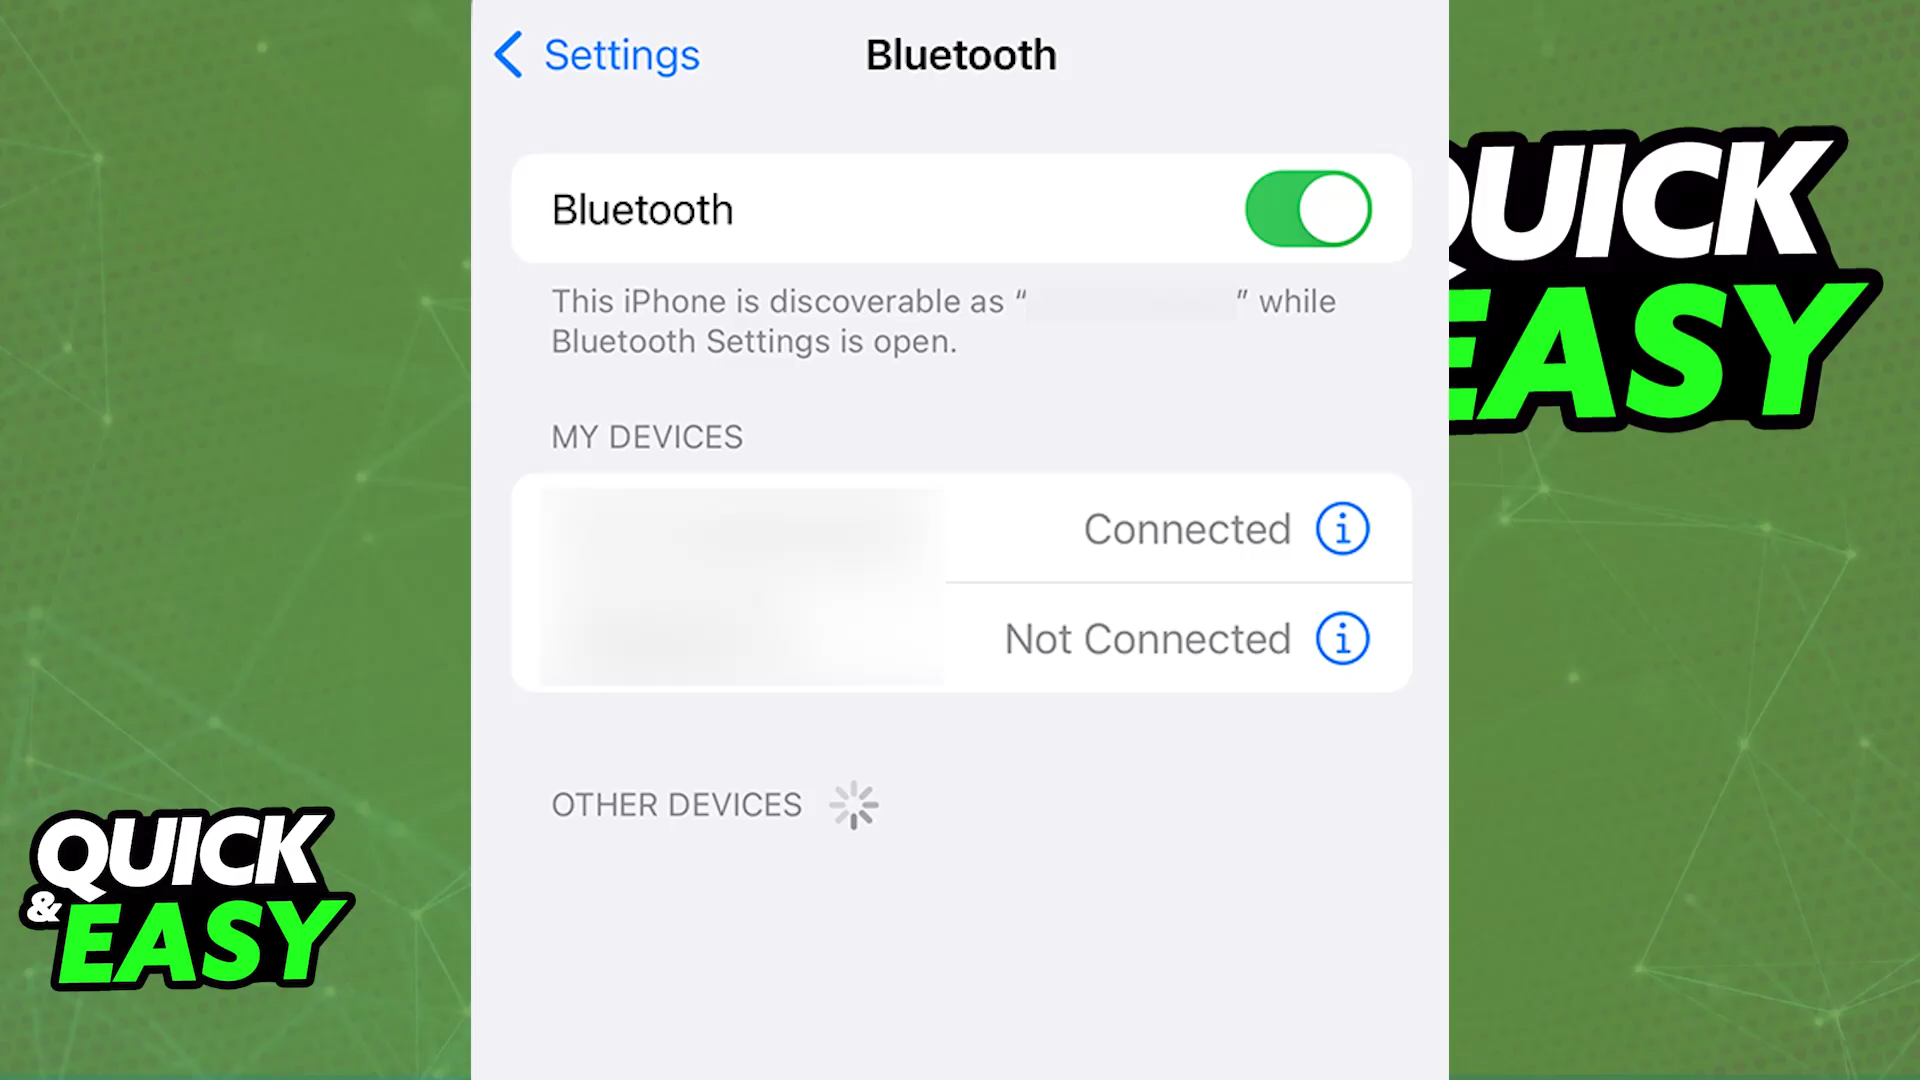 Settings
Bluetooth
Bluetooth
This iPhone is discoverable as “ ” while
Bluetooth Settings is open.
MY DEVICES
Connected
Not Connected
OTHER DEVICES
QUICK
EASY
QUICK
& EASY